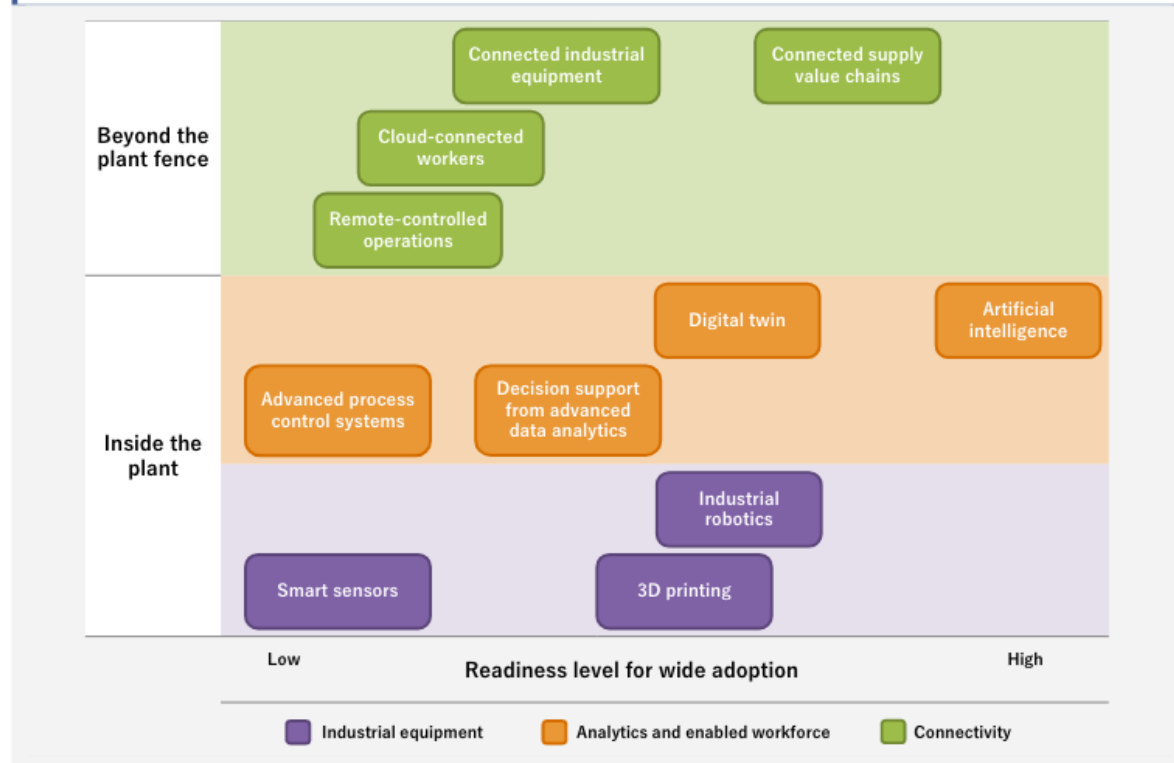 Beyond the
plant fence
Connected industrial
equipment
Connected supply
value chains
Cloud-connected
workers
Remote-controlled
operations
Inside the
plant
Digital twin
Artificial
intelligence
Advanced process
control systems
Decision support
from advanced
data analytics
Industrial
robotics
Smart sensors
3D printing
Low
Readiness level for wide adoption
High
Industrial equipment
Analytics and enabled workforce
Connectivity